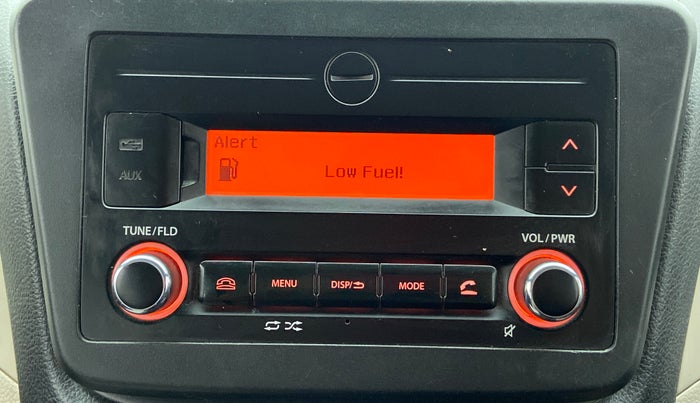 Alert
Low Fuel!
AUX
TUNE/FLD
VOL/PWR
MENU
DISP/
MODE